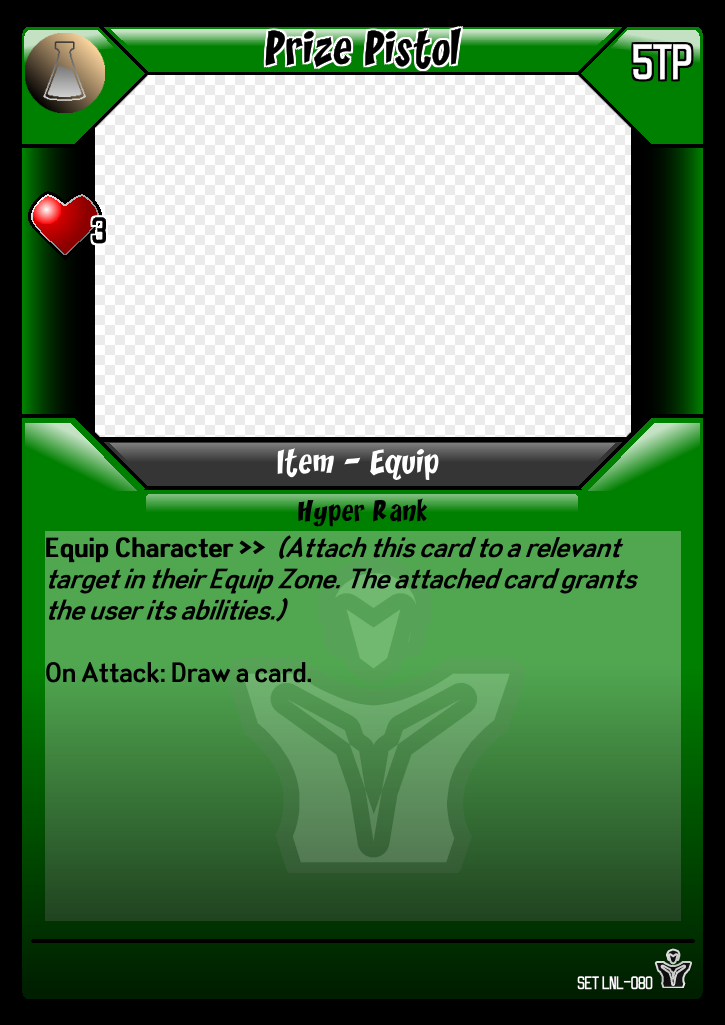 Prize Pistol
5TP
3
Item - Equip
Hyper Rank
Equip Character >> (Attach this card to a relevant
target in their Equip Zone. The attached card grants
the user its abilities.)
On Attack: Draw a card.
SET LNL-080